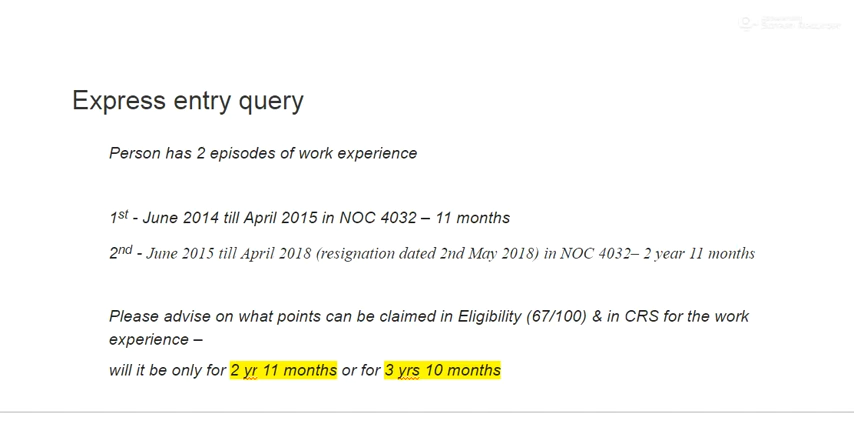 Express entry query
Person has 2 episodes of work experience
1st - June 2014 till April 2015 in NOC 4032 – 11 months
2nd - June 2015 till April 2018 (resignation dated 2nd May 2018) in NOC 4032– 2 year 11 months
Please advise on what points can be claimed in Eligibility (67/100) & in CRS for the work
experience –
will it be only for 2 yr 11 months or for 3 yrs 10 months